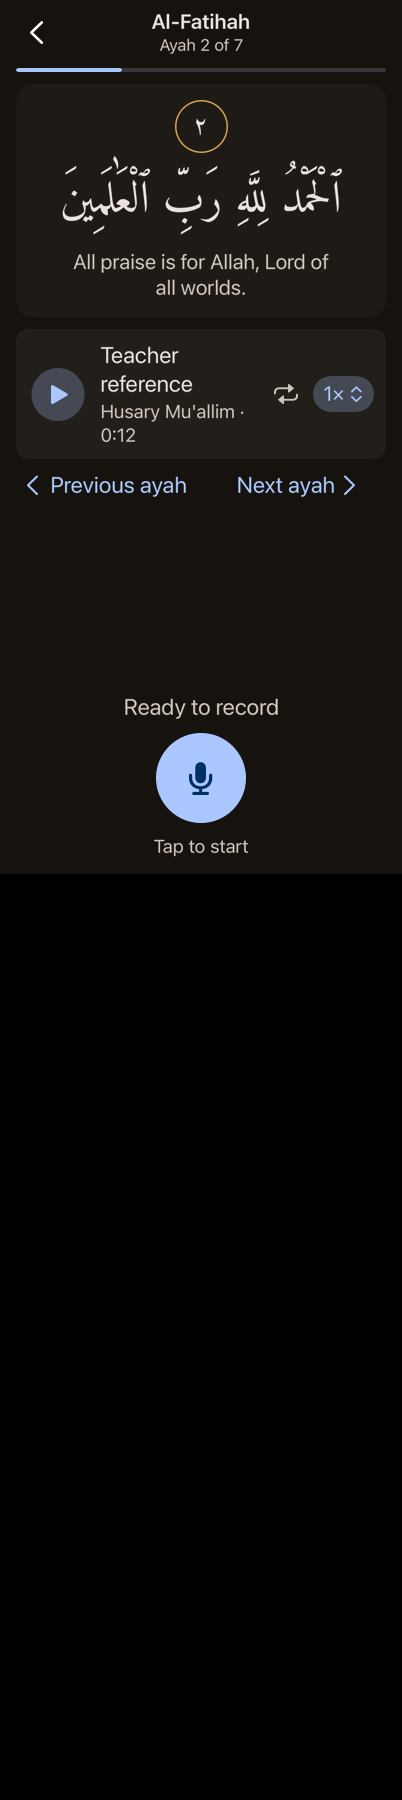 Al-Fatihah
Ayah 2 of 7
٢
ٱلْحَمْدُ لِلَّهِ رَبِّ ٱلْعَٰلَمِينَ
All praise is for Allah, Lord of
all worlds.
Teacher
reference
Husary Mu'allim ·
0:12
1×
Previous ayah
Next ayah
Ready to record
Tap to start